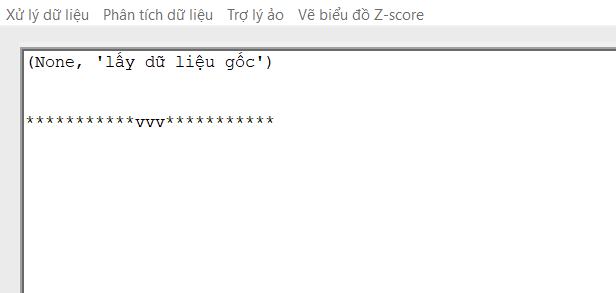 Xử lý dữ liệu Phân tích dữ liệu Trợ lý ảo Vẽ biểu đồ Z-score
(None, 'lấy dữ liệu gốc')
***********vvv***********